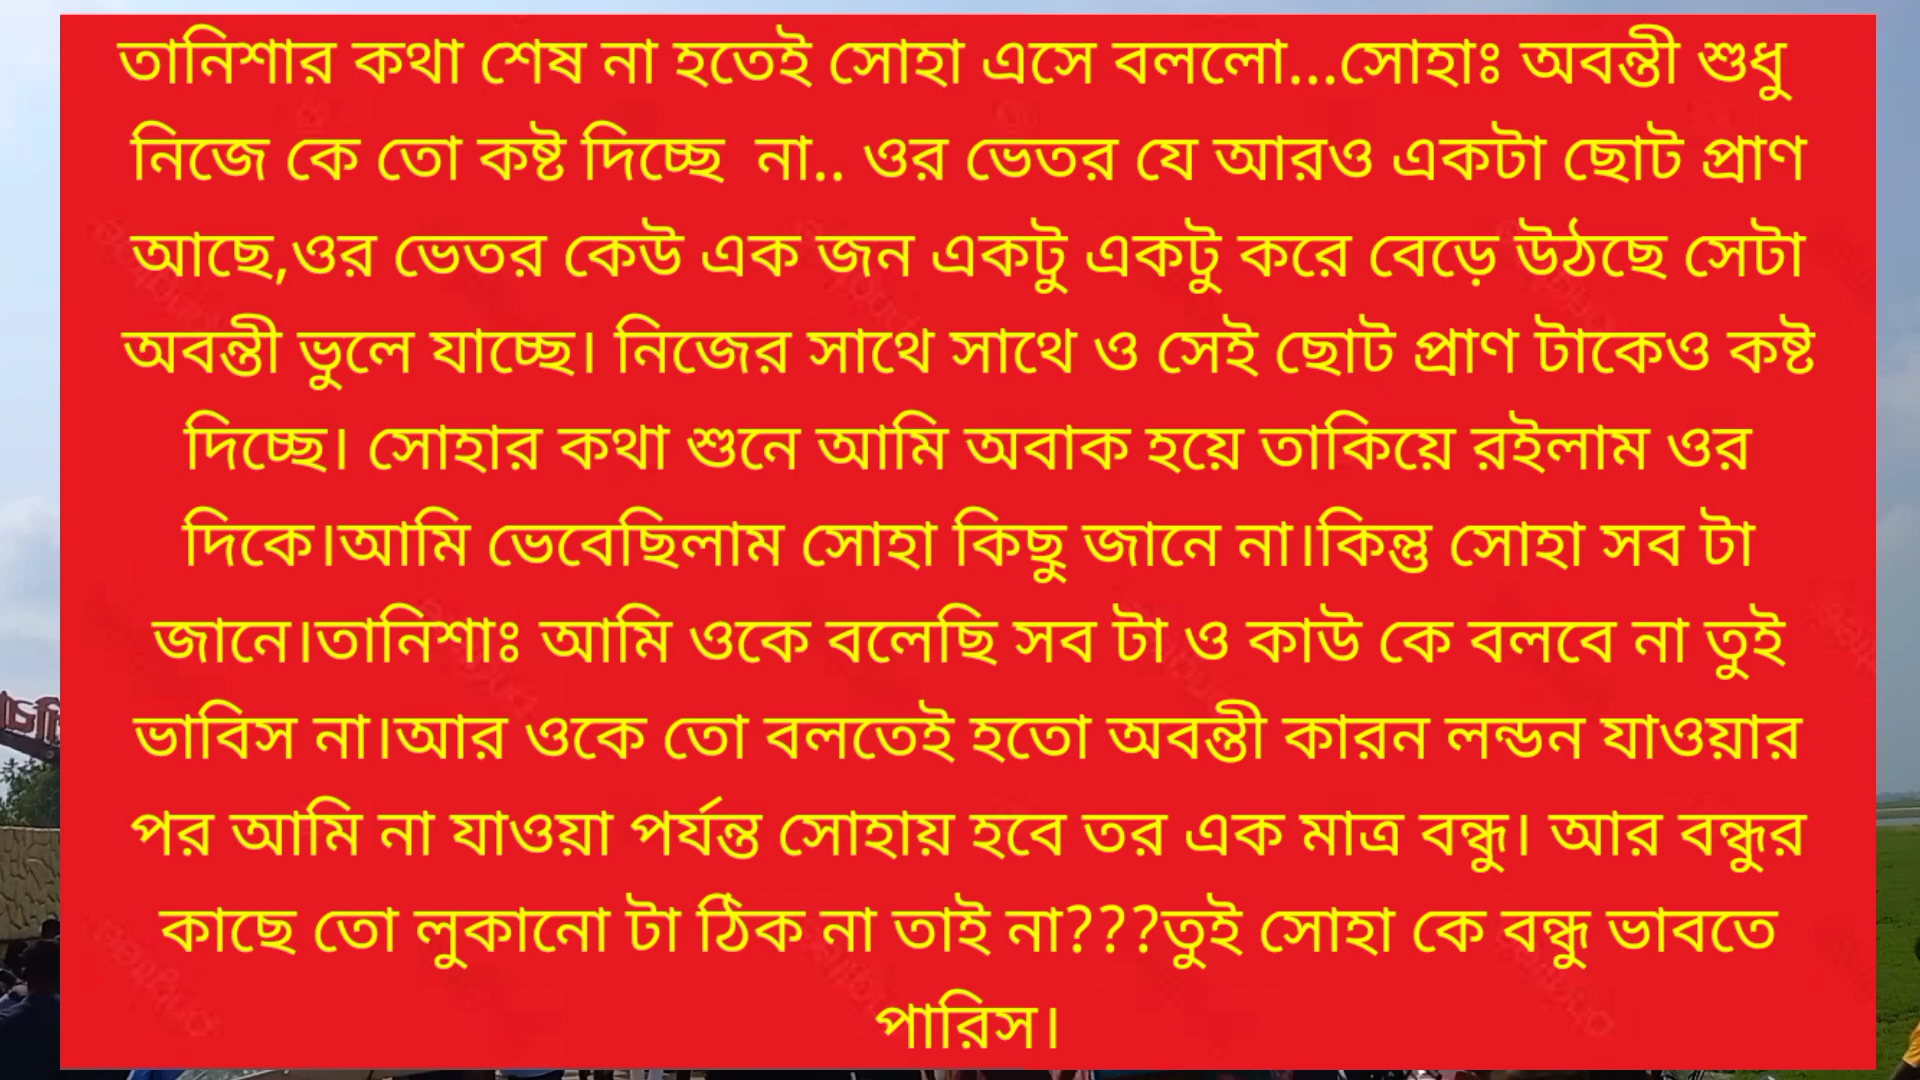 তানিশার কথা শেষ না হতেই সোহা এসে বললো...সোহাঃ অবন্তী শুধু
নিজে কে তো কষ্ট দিচ্ছে  না.. ওর ভেতর যে আরও একটা ছোট প্রাণ
আছে,ওর ভেতর কেউ এক জন একটু একটু করে বেড়ে উঠছে সেটা
অবন্তী ভুলে যাচ্ছে। নিজের সাথে সাথে ও সেই ছোট প্রাণ টাকেও কষ্ট
দিচ্ছে। সোহার কথা শুনে আমি অবাক হয়ে তাকিয়ে রইলাম ওর
দিকে।আমি ভেবেছিলাম সোহা কিছু জানে না।কিন্তু সোহা সব টা
জানে।তানিশাঃ আমি ওকে বলেছি সব টা ও কাউ কে বলবে না তুই
ভাবিস না।আর ওকে তো বলতেই হতো অবন্তী কারন লন্ডন যাওয়ার
পর আমি না যাওয়া পর্যন্ত সোহায় হবে তর এক মাত্র বন্ধু। আর বন্ধুর
কাছে তো লুকানো টা ঠিক না তাই না???তুই সোহা কে বন্ধু ভাবতে
পারিস।